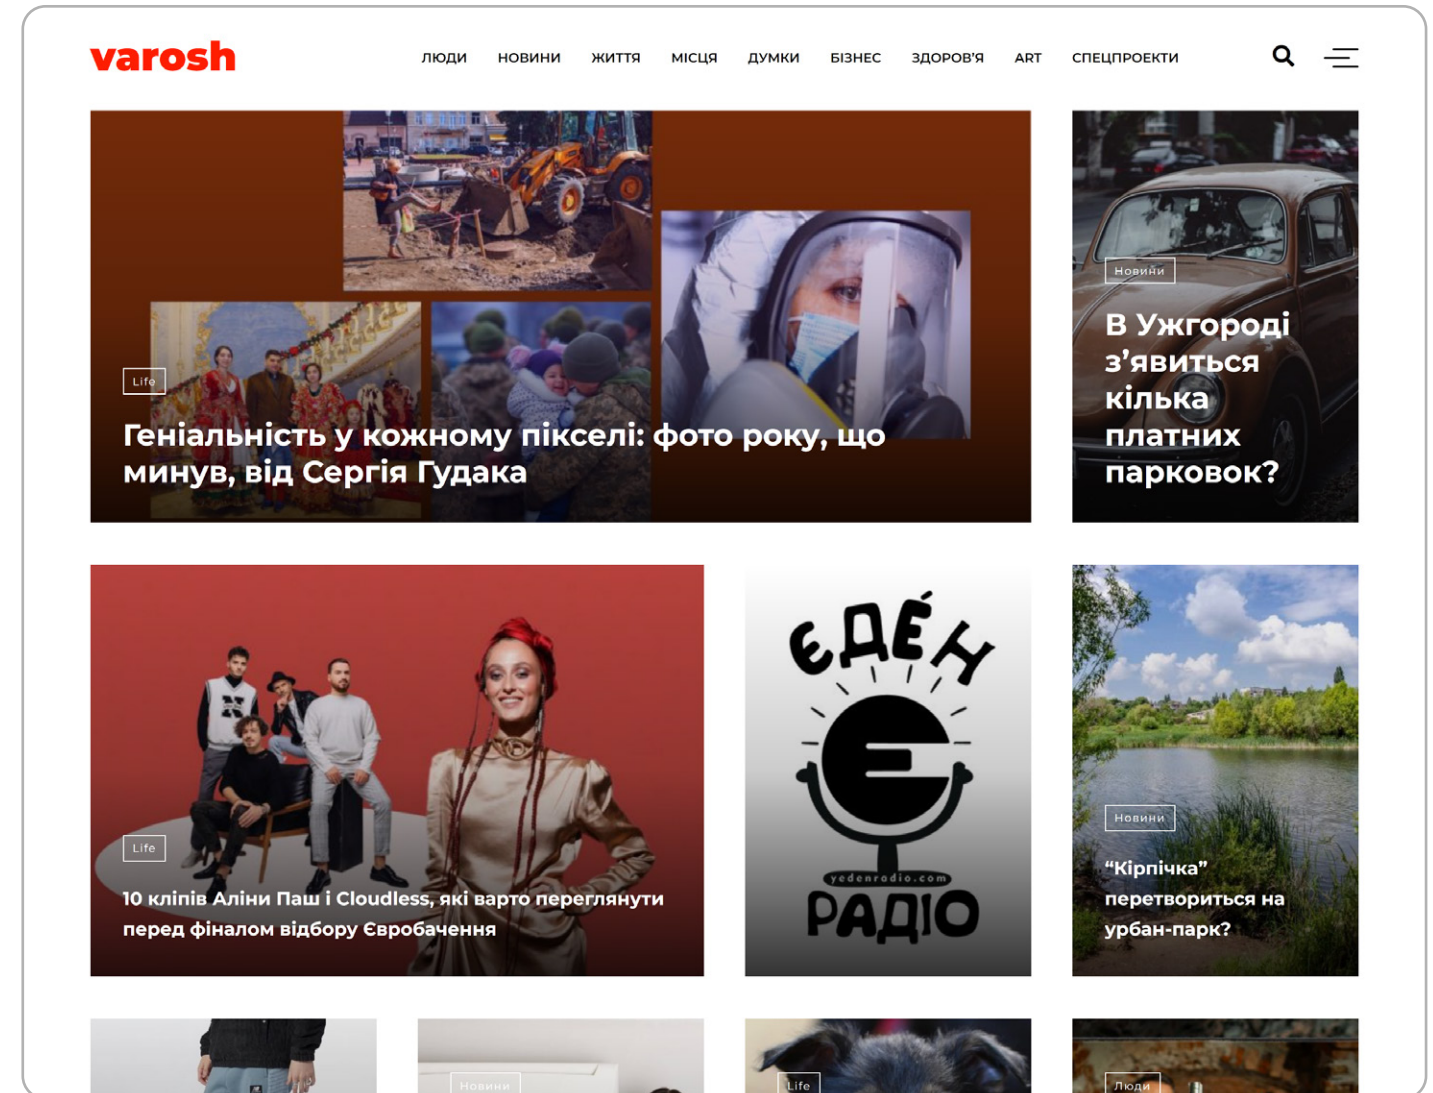 varosh
ЛЮДИ НОВИНИ ЖИТТЯ МІСЦЯ ДУМКИ БІЗНЕС ЗДОРОВ'Я ART СПЕЦПРОЕКТИ
Life
Геніальність у кожному пікселі: фото року, що
минув, від Сергія Гудака
Новини
В Ужгороді
з’явиться
кілька
платних
парковок?
Life
10 кліпів Аліни Паш і Cloudless, які варто переглянути
перед фіналом відбору Євробачення
ЄДЕ́Н
Є
yedenradio.com
РАДІО
Новини
“Кірпічка”
перетвориться на
урбан-парк?
Новини
Life
Люди